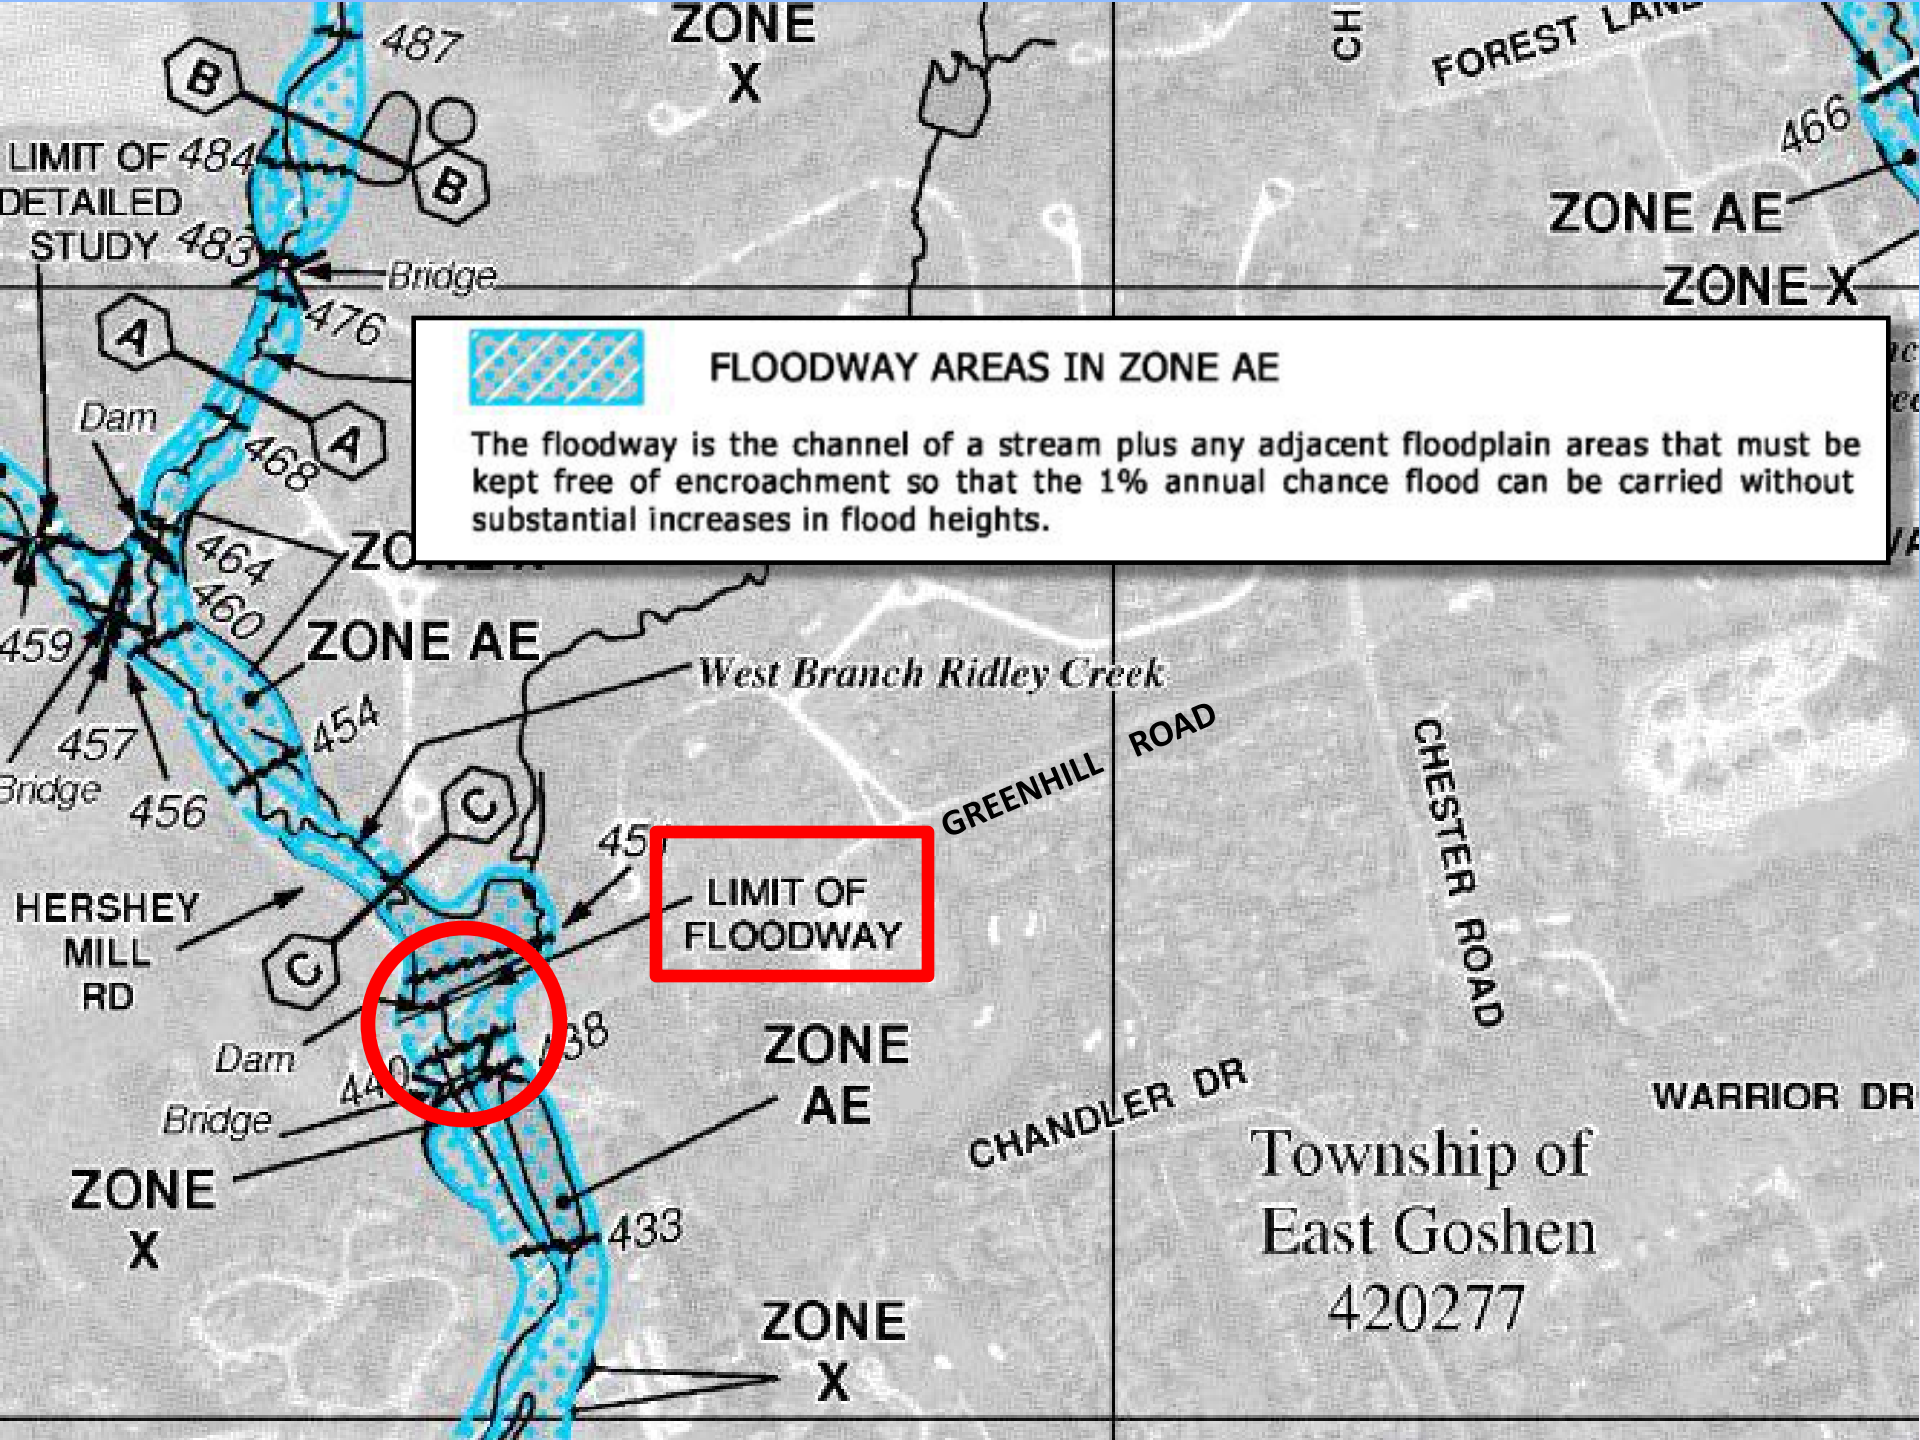 487
ZONE
X
CH
FOREST LANE
B
466
LIMIT OF
DETAILED
STUDY
484
B
ZONE AE
483
Bridge
ZONE X
476
A
FLOODWAY AREAS IN ZONE AE
The floodway is the channel of a stream plus any adjacent floodplain areas that must be
kept free of encroachment so that the 1% annual chance flood can be carried without
substantial increases in flood heights.
Dam
A
468
464
460
459
ZONE AE
West Branch Ridley Creek
457
454
Bridge
456
GREENHILL ROAD
CHESTER ROAD
C
HERSHEY
MILL
RD
LIMIT OF
FLOODWAY
C
Dam
438
440
Bridge
ZONE
AE
CHANDLER DR
WARRIOR DR
Township of
East Goshen
420277
ZONE
X
433
ZONE
X